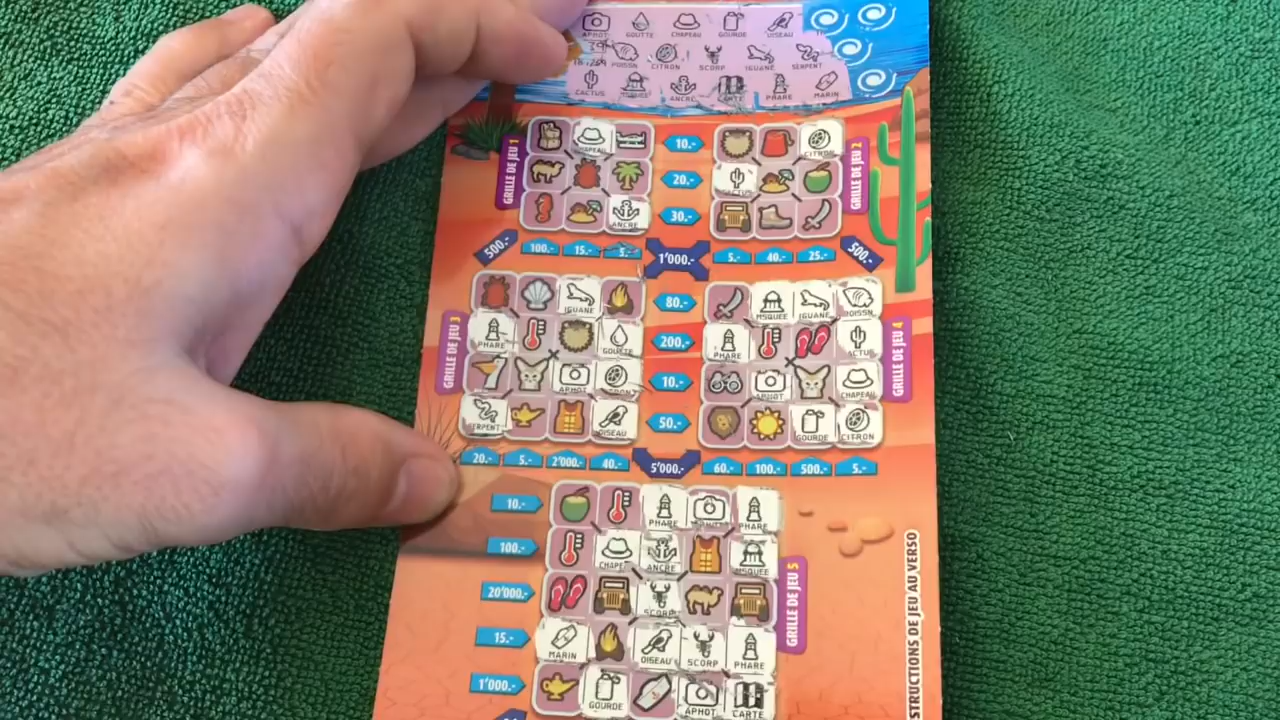 APHOT GOUTTE CHAPEAU GOURDE OISEAU
39
POISSN CITRON SCORP IGUANE SERPENT
CACTUS MSQUEE ANCRE CARTE PHARE MARIN
GRILLE DE JEU 1
10.-
CITRON
GRILLE DE JEU 2
20.-
30.-
ANCRE
500.- 100.- 15.- 5.- 1'000.- 5.- 40.- 25.- 500.-
GRILLE DE JEU 3
IGUANE
80.-
MSQUEE IGUANE POISSN
GRILLE DE JEU 4
PHARE GOUTTE
200.-
PHARE
APHOT
10.-
APHOT CHAPEAU
OISEAU
50.-
GOURDE CITRON
20.- 5.- 2'000.- 40.- 5'000.- 60.- 100.- 500.- 5.-
10.-
PHARE PHARE
100.-
ANCRE MSQUEE
20'000.-
SCORP
GRILLE DE JEU 5
15.-
MARIN OISEAU SCORP PHARE
1'000.-
GOURDE APHOT CARTE
STRUCTIONS DE JEU AU VERSO